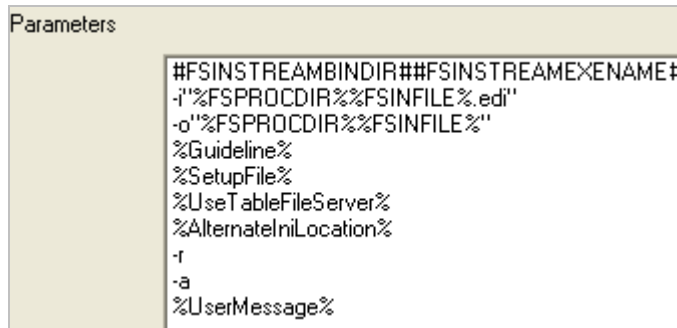 Parameters
#FSINSTREAMBINDIR##FSINSTREAMEXENAME#
-i"%FSPROCDIR%%FSINFILE%.edi"
-o"%FSPROCDIR%%FSINFILE%"
%Guideline%
%SetupFile%
%UseTableFileServer%
%AlternateIniLocation%
-r
-a
%UserMessage%